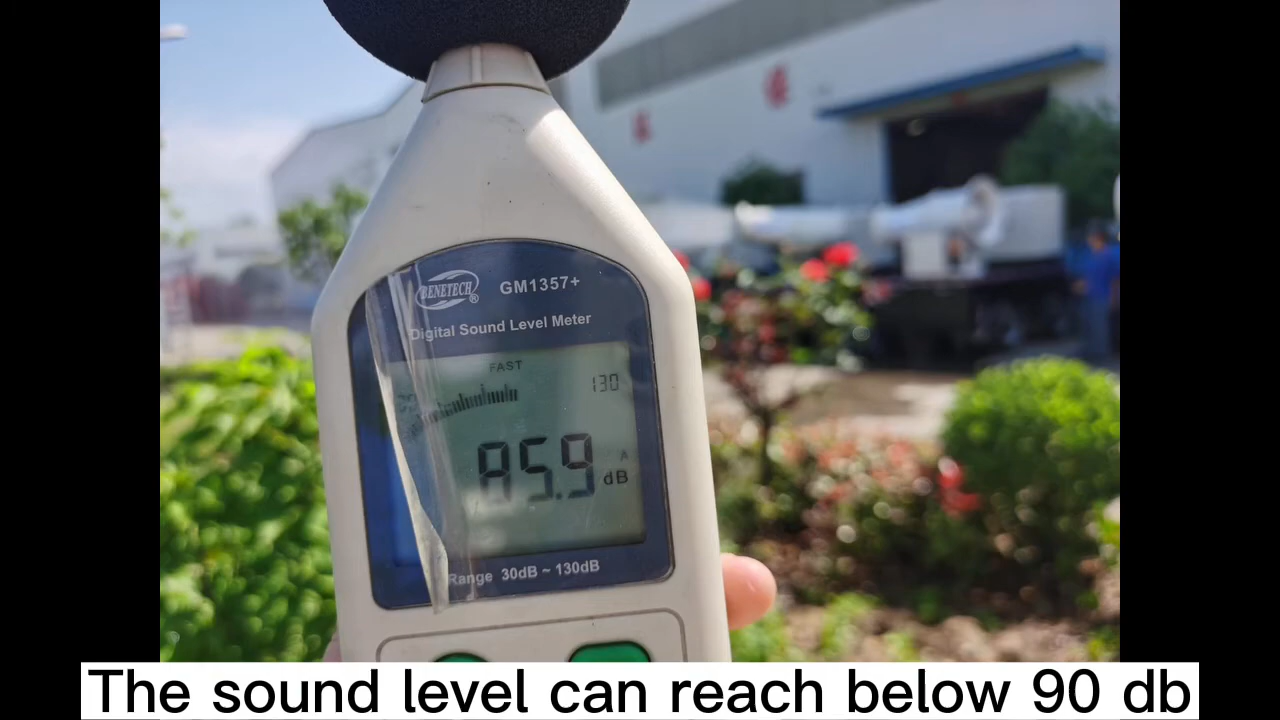 BENETECH®
GM1357+
Digital Sound Level Meter
FAST
130
85.9
A
dB
Range 30dB ~ 130dB
The sound level can reach below 90 db